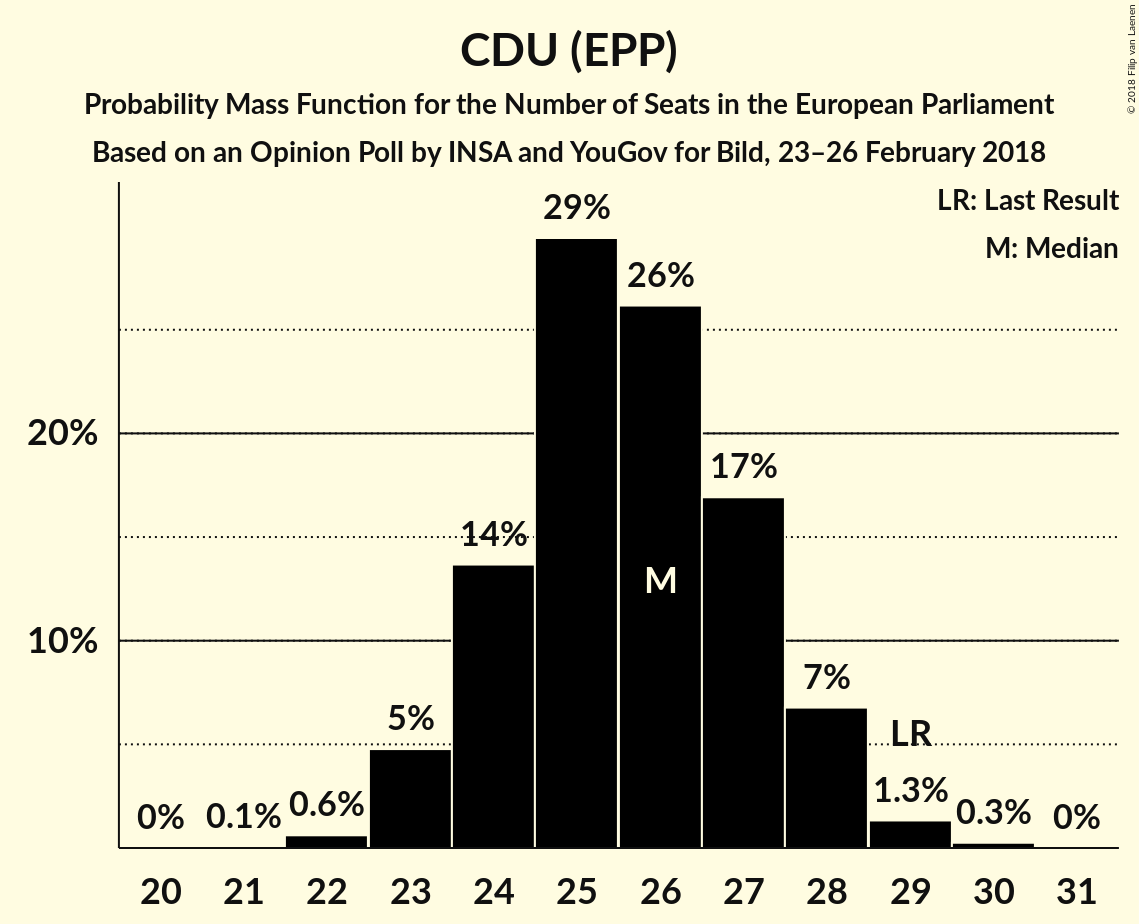 CDU (EPP)
Probability Mass Function for the Number of Seats in the European Parliament
Based on an Opinion Poll by INSA and YouGov for Bild, 23–26 February 2018
© 2018 Filip van Laenen
LR: Last Result
M: Median
20%
10%
0%
0.1%
0.6%
5%
14%
29%
26%
M
17%
7%
LR
1.3%
0.3%
0%
20 21 22 23 24 25 26 27 28 29 30 31